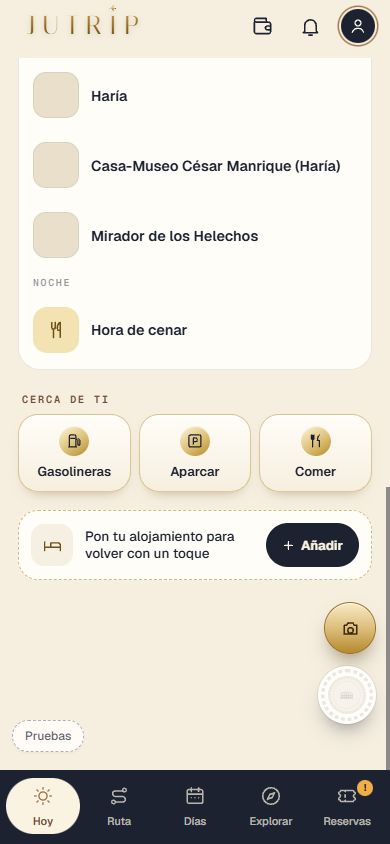 JUTRIP
Haría
Casa-Museo César Manrique (Haría)
Mirador de los Helechos
NOCHE
Hora de cenar
CERCA DE TI
Gasolineras
Aparcar
Comer
Pon tu alojamiento para
volver con un toque
+ Añadir
Pruebas
Hoy
Ruta
Días
Explorar
Reservas